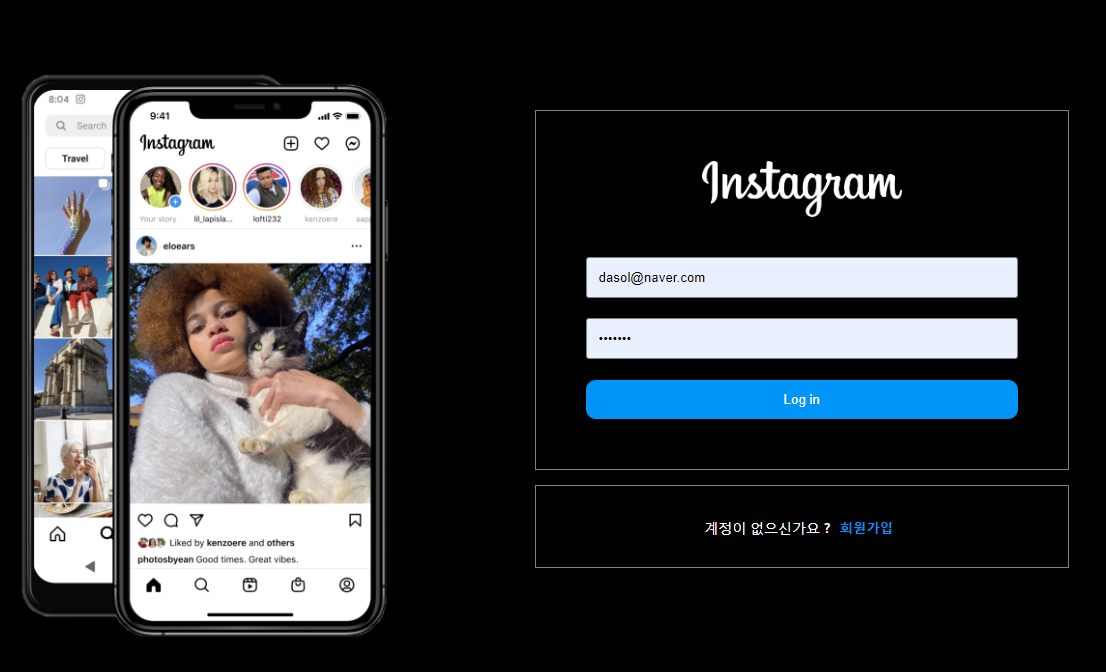 8:04
Search
Travel
9:41
Instagram
Your story
lil_lapisla...
lofti232
kenzoere
eloears
Liked by kenzoere and others
photosbyean Good times. Great vibes.
Instagram
dasol@naver.com
•••••••
Log in
계정이 없으신가요 ? 회원가입